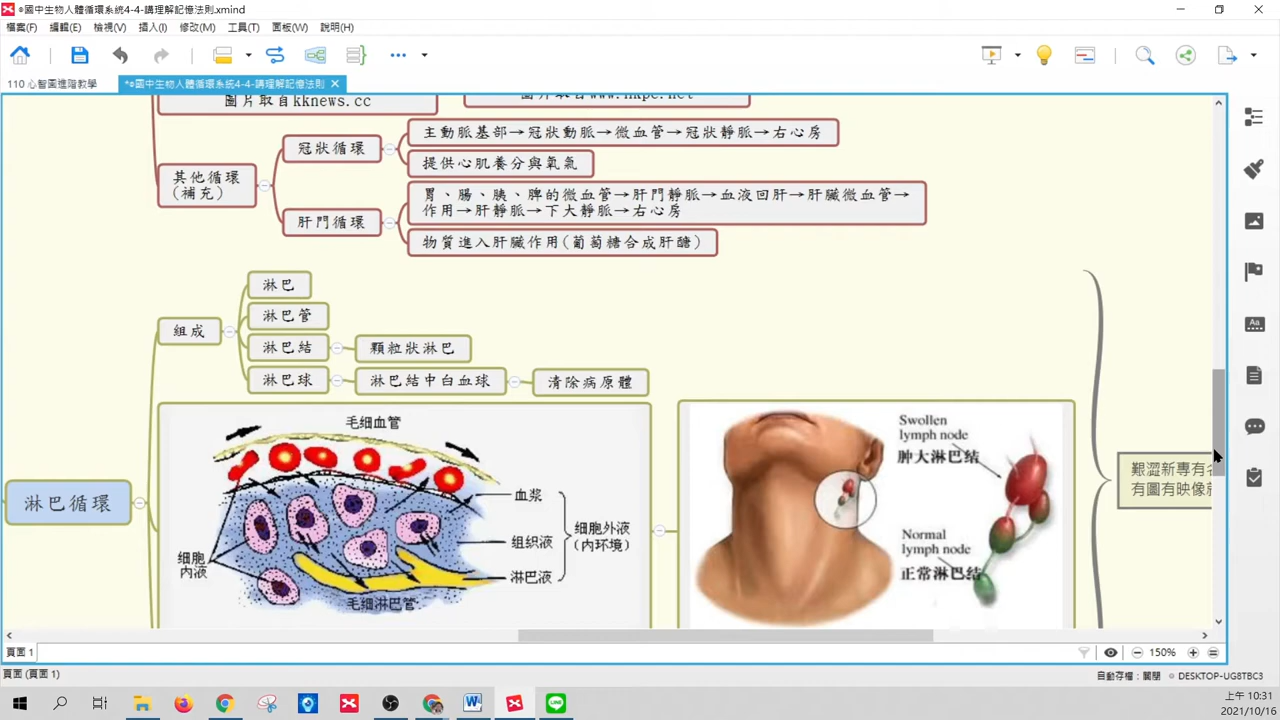 ©國中生物人體循環系統4-4-講理解記憶法則.xmind
檔案(F) 編輯(E) 檢視(V) 插入(I) 修改(M) 工具(T) 面板(W) 說明(H)
110 心智圖進階教學
*©國中生物人體循環系統4-4-講理解記憶法則
圖片取自kknews.cc
其他循環
(補充)
冠狀循環
主動脈基部→冠狀動脈→微血管→冠狀靜脈→右心房
提供心肌養分與氧氣
肝門循環
胃、腸、胰、脾的微血管→肝門靜脈→血液回肝→肝臟微血管→
作用→肝靜脈→下大靜脈→右心房
物質進入肝臟作用(葡萄糖合成肝醣)
淋巴循環
組成
淋巴
淋巴管
淋巴結
顆粒狀淋巴
淋巴球
淋巴結中白血球
清除病原體
毛细血管
血浆
组织液
淋巴液
细胞外液
(内环境)
细胞
内液
毛细淋巴管
Swollen
lymph node
肿大淋巴结
Normal
lymph node
正常淋巴结
艱澀新專有名
有圖有映像
頁面 1
150%
頁面 (頁面 1)
自動存檔：關閉
DESKTOP-UG8TBC3
上午 10:31
2021/10/16